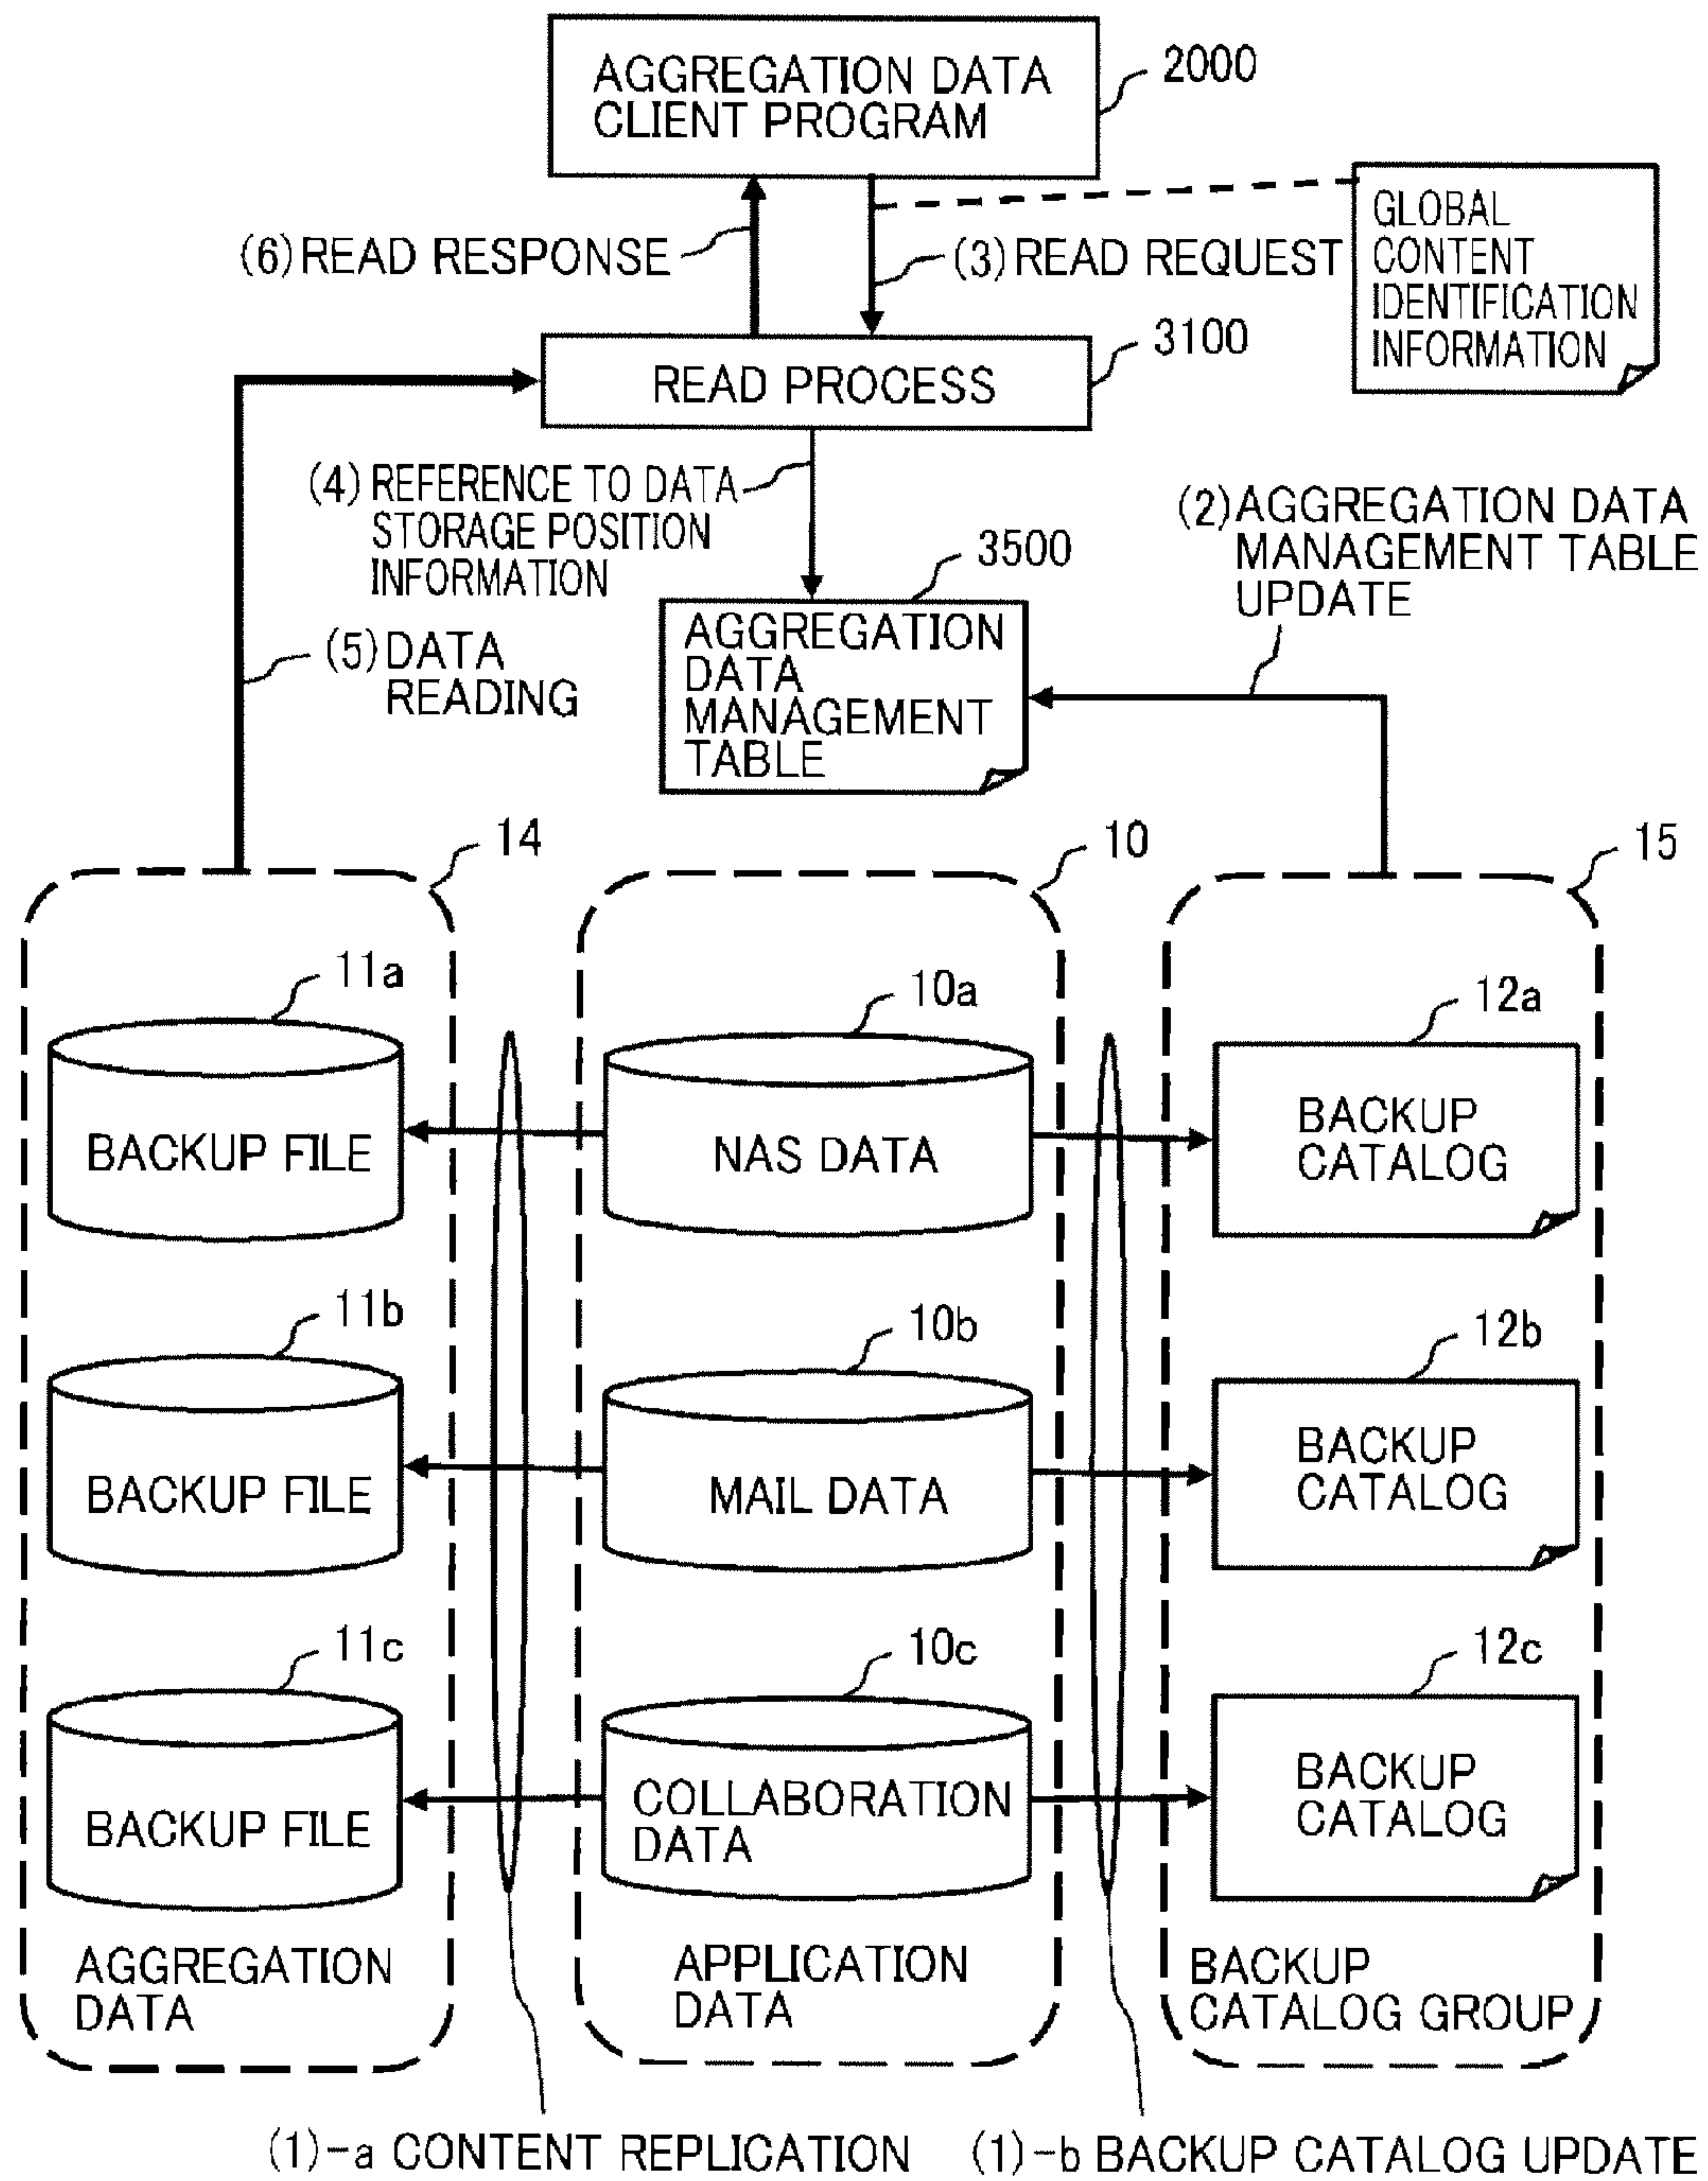 AGGREGATION DATA
CLIENT PROGRAM
2000
GLOBAL
CONTENT
IDENTIFICATION
INFORMATION
(6) READ RESPONSE
(3) READ REQUEST
3100
READ PROCESS
(4) REFERENCE TO DATA
STORAGE POSITION
INFORMATION
(2) AGGREGATION DATA
MANAGEMENT TABLE
UPDATE
3500
AGGREGATION
DATA
MANAGEMENT
TABLE
(5) DATA
READING
14
10
15
11a
10a
12a
BACKUP FILE
NAS DATA
BACKUP
CATALOG
11b
10b
12b
BACKUP FILE
MAIL DATA
BACKUP
CATALOG
11c
10c
12c
BACKUP FILE
COLLABORATION
DATA
BACKUP
CATALOG
AGGREGATION
DATA
APPLICATION
DATA
BACKUP
CATALOG GROUP
(1)-a CONTENT REPLICATION
(1)-b BACKUP CATALOG UPDATE